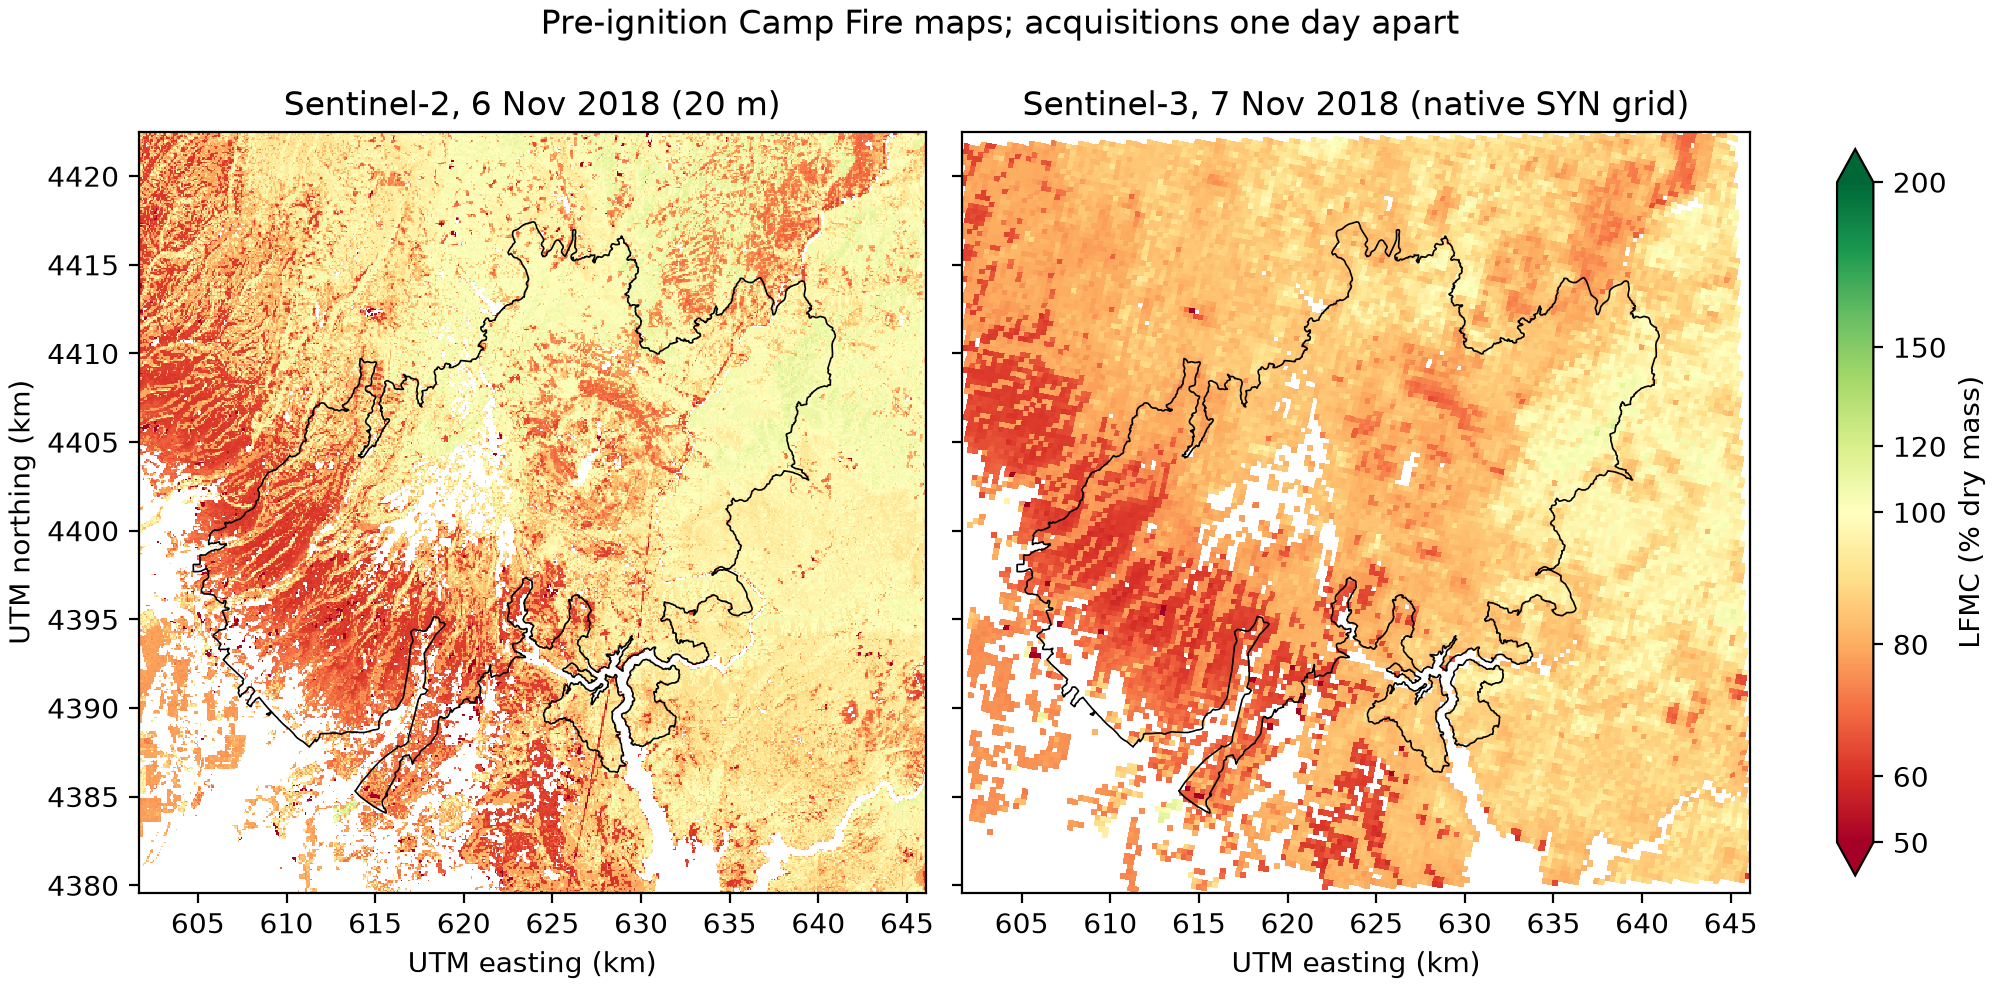 Pre-ignition Camp Fire maps; acquisitions one day apart
Sentinel-2, 6 Nov 2018 (20 m)
Sentinel-3, 7 Nov 2018 (native SYN grid)
UTM northing (km)
4420
4415
4410
4405
4400
4395
4390
4385
4380
605 610 615 620 625 630 635 640 645
UTM easting (km)
605 610 615 620 625 630 635 640 645
UTM easting (km)
200
150
120
100
80
60
50
LFMC (% dry mass)